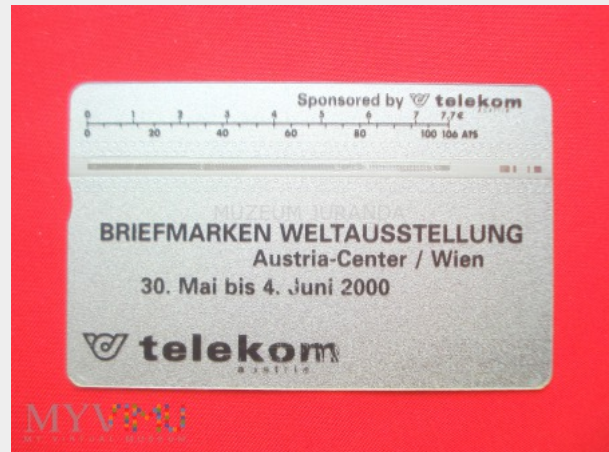 Sponsored by telekom
austria
0 1 2 3 4 5 6 7 7,7€
0 20 40 60 80 100 106 ATS
MUZEUM JURANDA
BRIEFMARKEN WELTAUSSTELLUNG
Austria-Center / Wien
30. Mai bis 4. Juni 2000
telekom
austria
MYVIMU
MY VIRTUAL MUSEUM